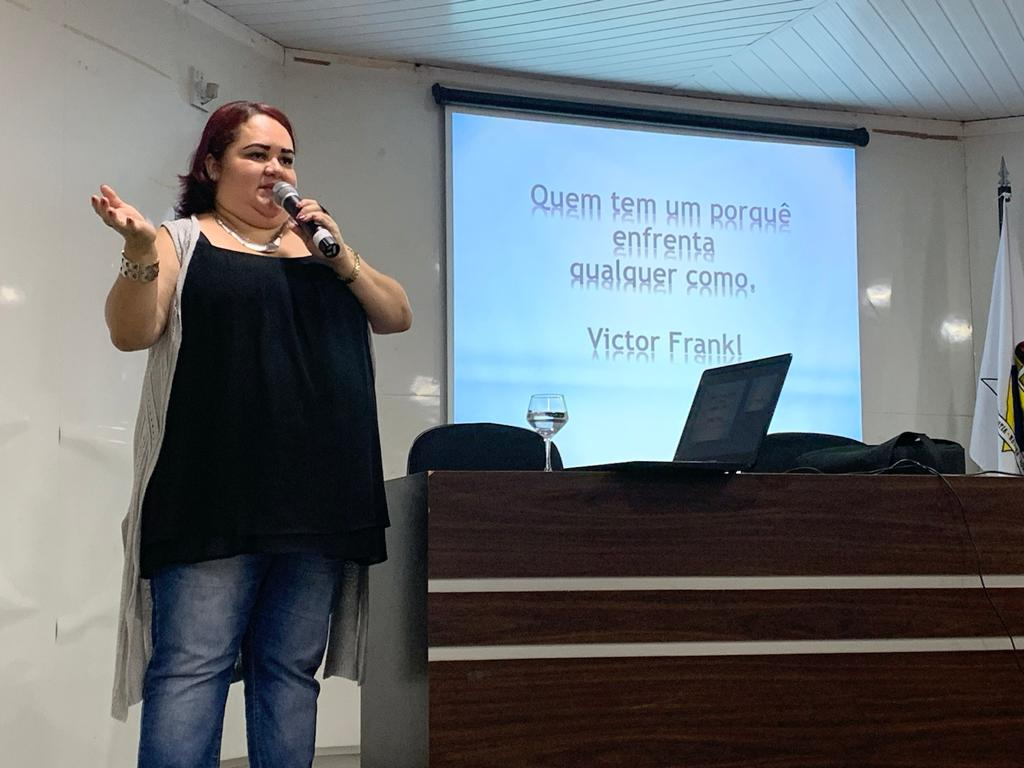 Quem tem um porquê
enfrenta
qualquer como.
Victor Frankl